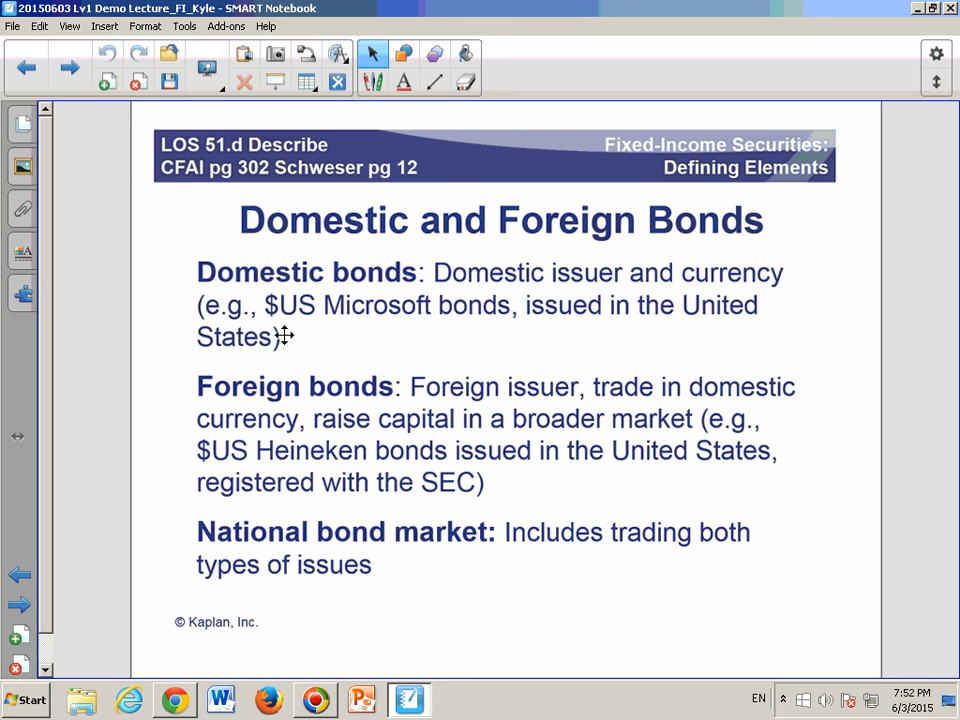 20150603 Lv1 Demo Lecture_FI_Kyle - SMART Notebook
File Edit View Insert Format Tools Add-ons Help
LOS 51.d Describe
CFAI pg 302 Schweser pg 12
Fixed-Income Securities:
Defining Elements
Domestic and Foreign Bonds
Domestic bonds: Domestic issuer and currency
(e.g., $US Microsoft bonds, issued in the United
States)
Foreign bonds: Foreign issuer, trade in domestic
currency, raise capital in a broader market (e.g.,
$US Heineken bonds issued in the United States,
registered with the SEC)
National bond market: Includes trading both
types of issues
© Kaplan, Inc.
Start
EN
7:52 PM
6/3/2015